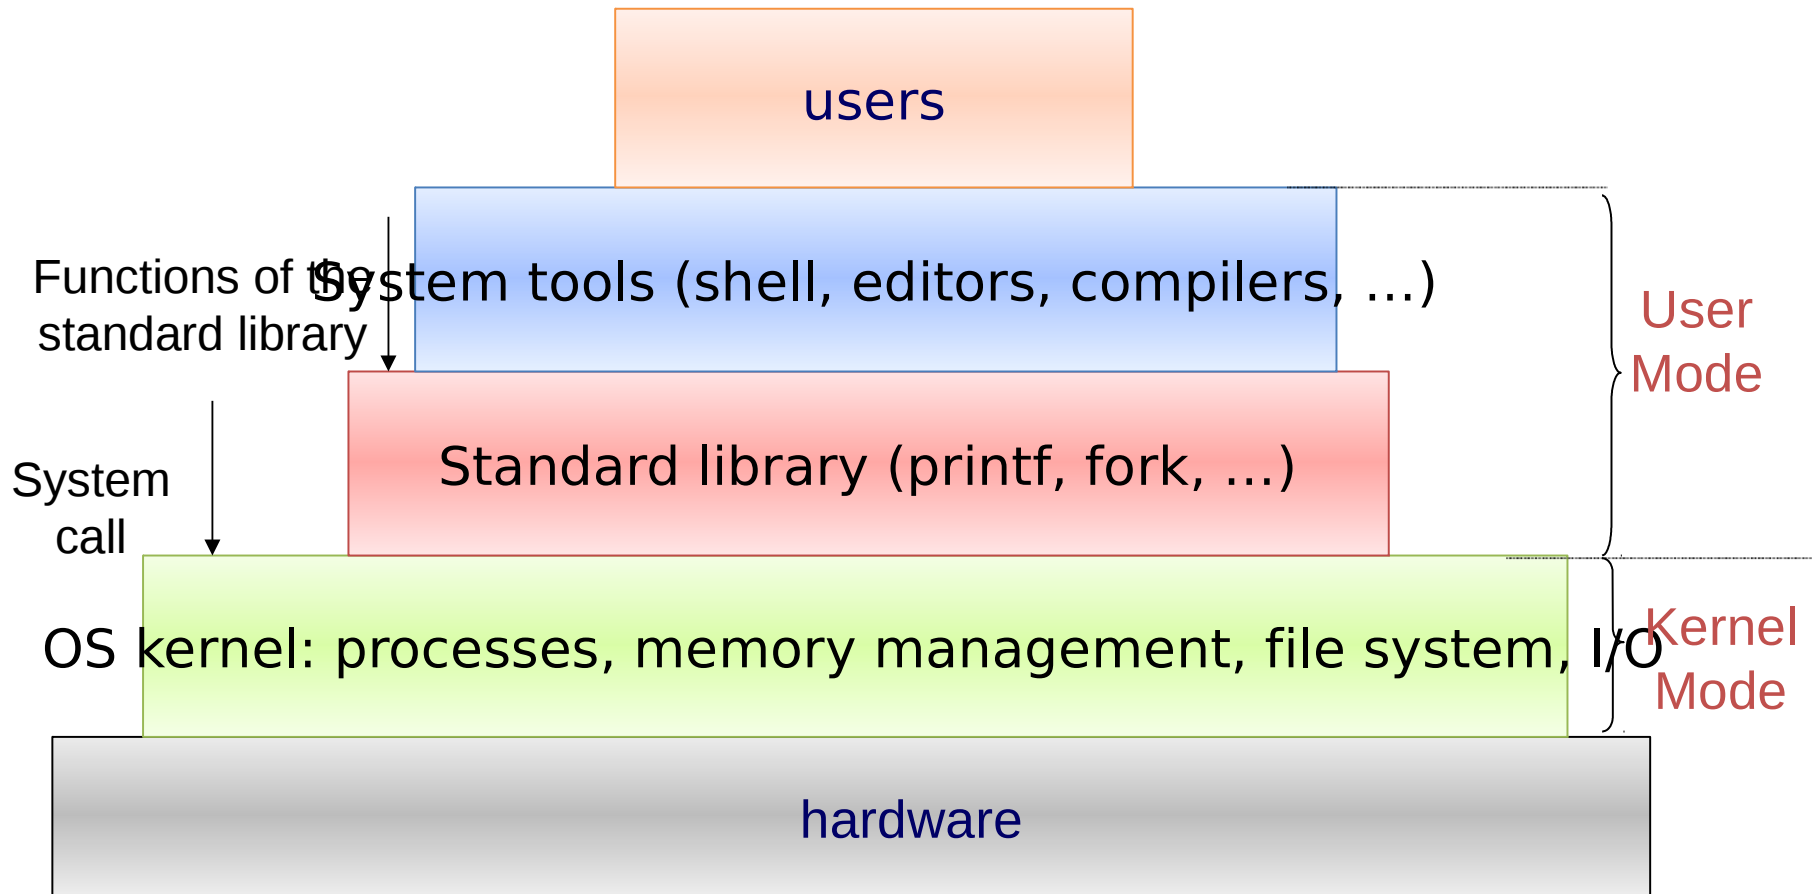 users
Functions of the
standard library
System tools (shell, editors, compilers, ...)
User
Mode
Standard library (printf, fork, ...)
System
call
OS kernel: processes, memory management, file system, I/O
Kernel
Mode
hardware